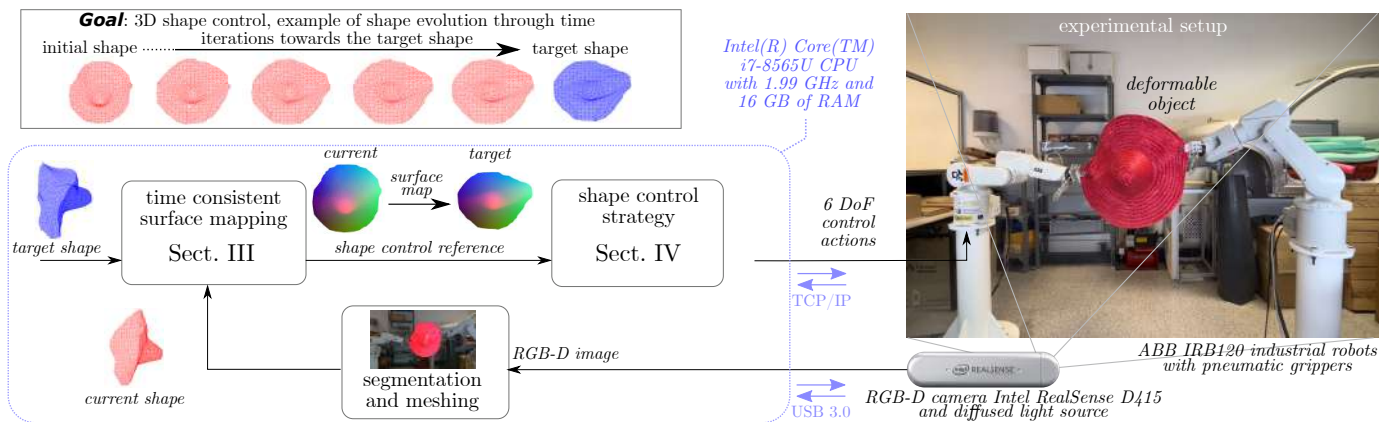 Goal: 3D shape control, example of shape evolution through time
iterations towards the target shape
initial shape
target shape
Intel(R) Core(TM)
i7-8565U CPU
with 1.99 GHz and
16 GB of RAM
experimental setup
deformable
object
target shape
time consistent
surface mapping
Sect. III
current
surface
map
target
shape control reference
shape control
strategy
Sect. IV
6 DoF
control
actions
TCP/IP
current shape
segmentation
and meshing
RGB-D image
USB 3.0
intel REALSENSE
ABB IRB120 industrial robots
with pneumatic grippers
RGB-D camera Intel RealSense D415
and diffused light source